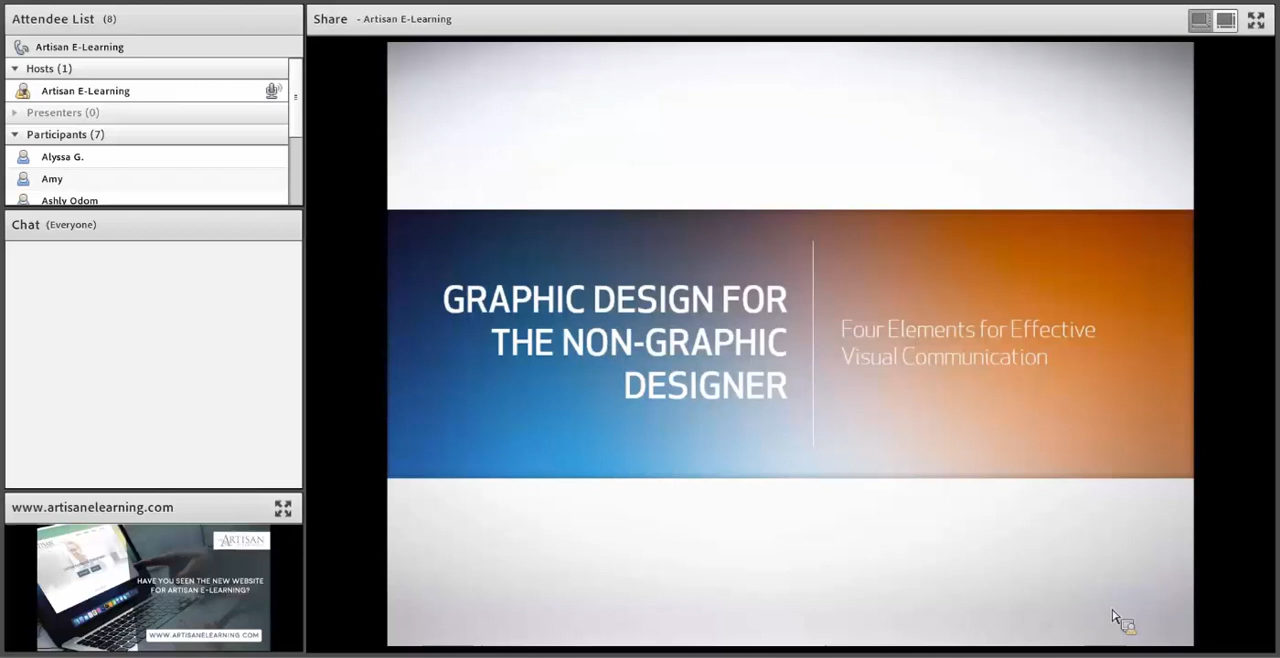 Attendee List (8)
Artisan E-Learning
Hosts (1)
Artisan E-Learning
Presenters (0)
Participants (7)
Alyssa G.
Amy
Ashly Odom
Chat (Everyone)
www.artisanelearning.com
ARTISAN
HAVE YOU SEEN THE NEW WEBSITE
FOR ARTISAN E-LEARNING?
WWW.ARTISANELEARNING.COM
Share - Artisan E-Learning
GRAPHIC DESIGN FOR
THE NON-GRAPHIC
DESIGNER
Four Elements for Effective
Visual Communication